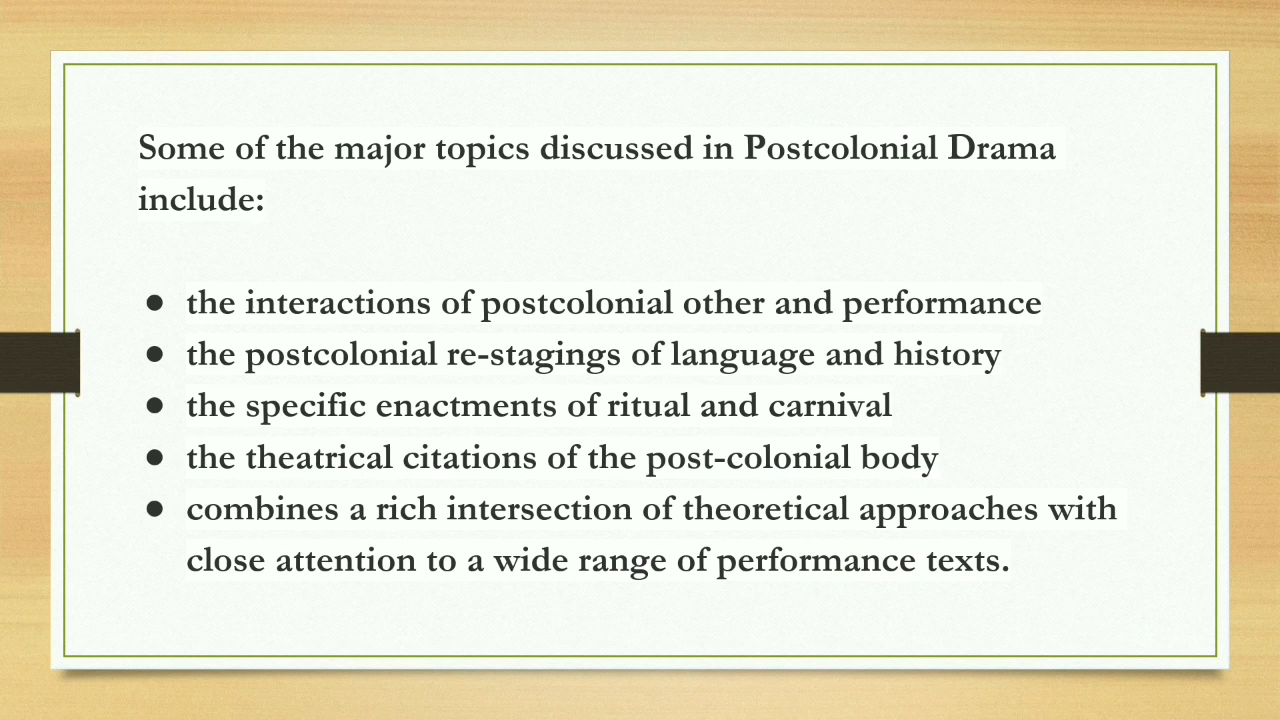 Some of the major topics discussed in Postcolonial Drama
include:
● the interactions of postcolonial other and performance
● the postcolonial re-stagings of language and history
● the specific enactments of ritual and carnival
● the theatrical citations of the post-colonial body
● combines a rich intersection of theoretical approaches with
close attention to a wide range of performance texts.